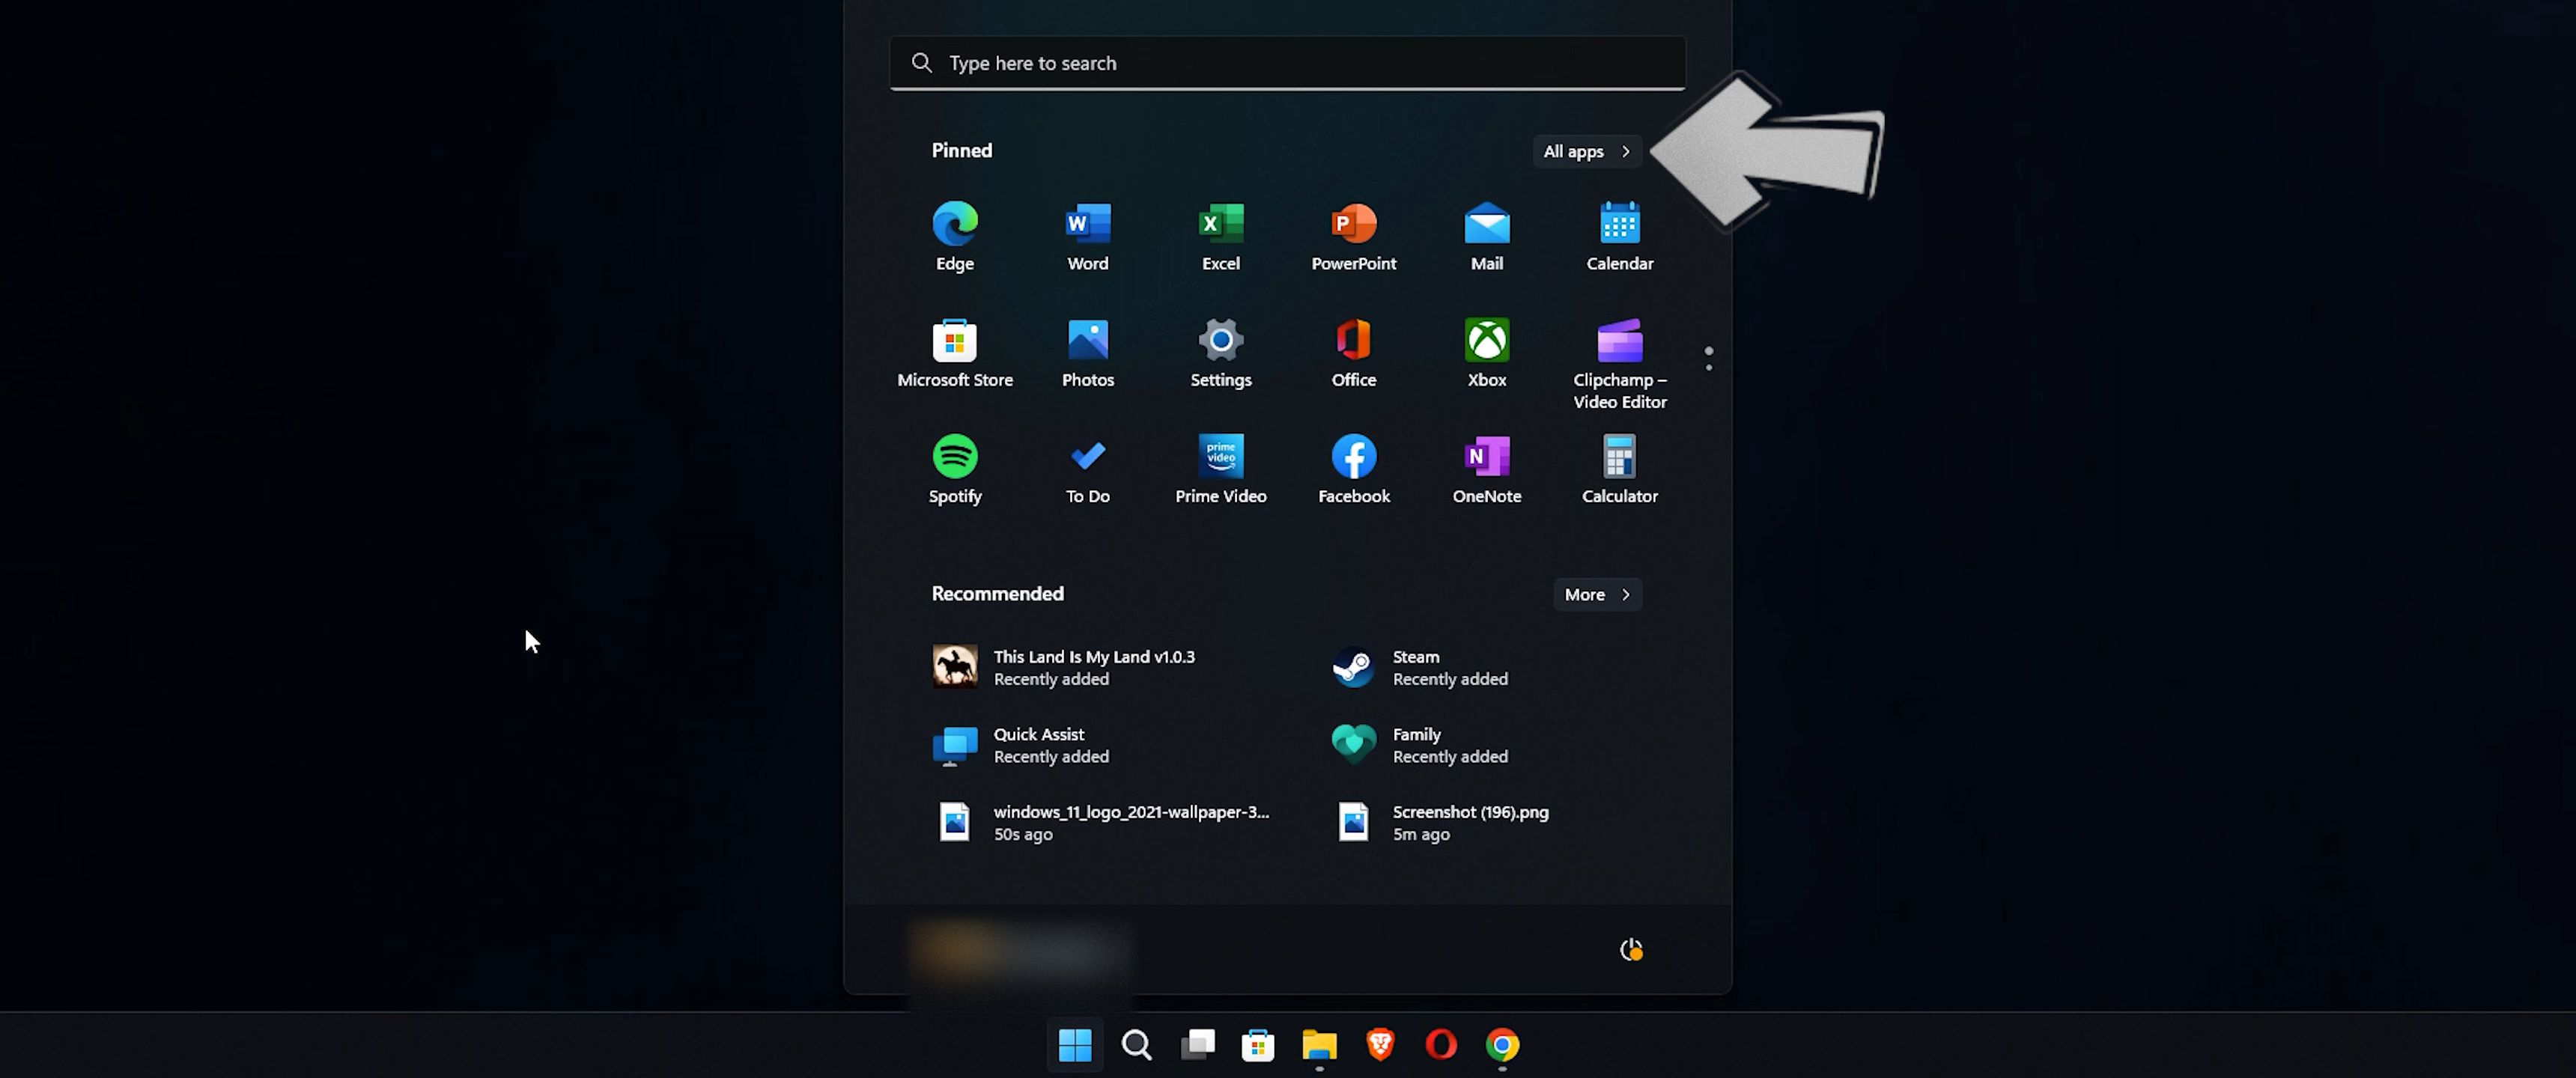 Type here to search
Pinned
All apps
Edge
Word
Excel
PowerPoint
Mail
Calendar
Microsoft Store
Photos
Settings
Office
Xbox
Clipchamp –
Video Editor
prime
video
Spotify
To Do
Prime Video
Facebook
OneNote
Calculator
Recommended
More
This Land Is My Land v1.0.3
Recently added
Steam
Recently added
Quick Assist
Recently added
Family
Recently added
windows_11_logo_2021-wallpaper-3...
50s ago
Screenshot (196).png
5m ago